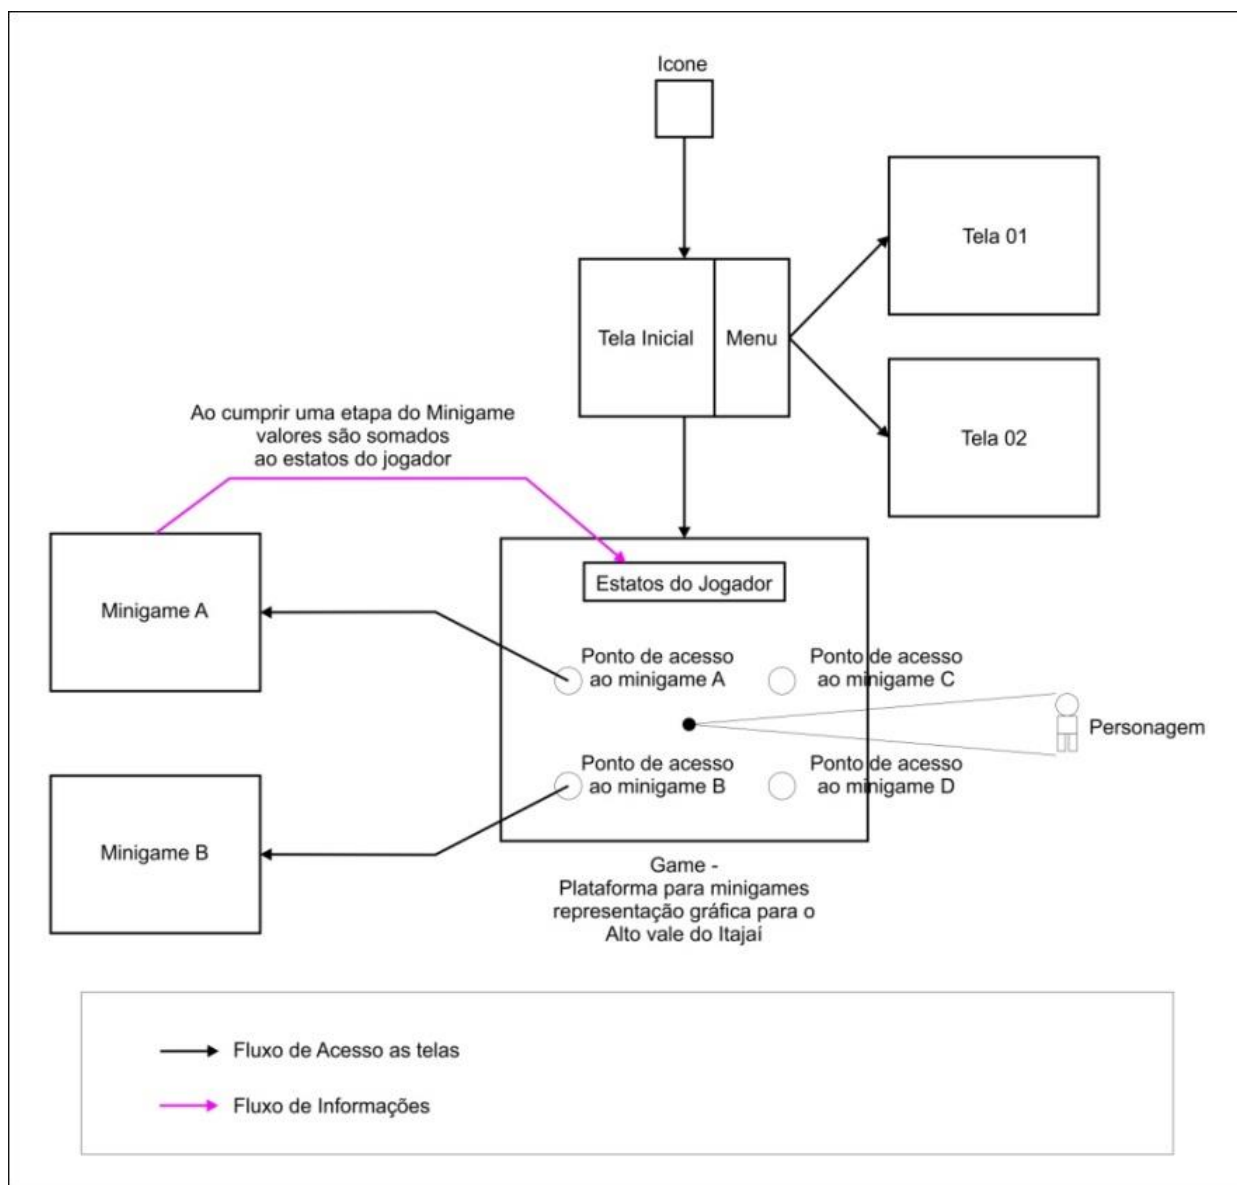 Icone
Tela 01
Tela Inicial
Menu
Tela 02
Ao cumprir uma etapa do Minigame
valores são somados
ao estatos do jogador
Estatos do Jogador
Minigame A
Ponto de acesso
ao minigame A
Ponto de acesso
ao minigame C
Personagem
Ponto de acesso
ao minigame B
Ponto de acesso
ao minigame D
Minigame B
Game -
Plataforma para minigames
representação gráfica para o
Alto vale do Itajaí
Fluxo de Acesso as telas
Fluxo de Informações